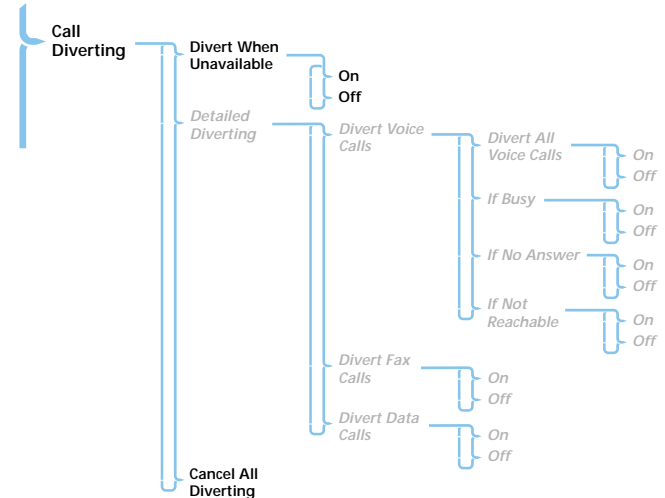 Call
Diverting
Divert When
Unavailable
On
Off
Detailed
Diverting
Divert Voice
Calls
Divert All
Voice Calls
On
Off
If Busy
On
Off
If No Answer
On
Off
If Not
Reachable
On
Off
Divert Fax
Calls
On
Off
Divert Data
Calls
On
Off
Cancel All
Diverting